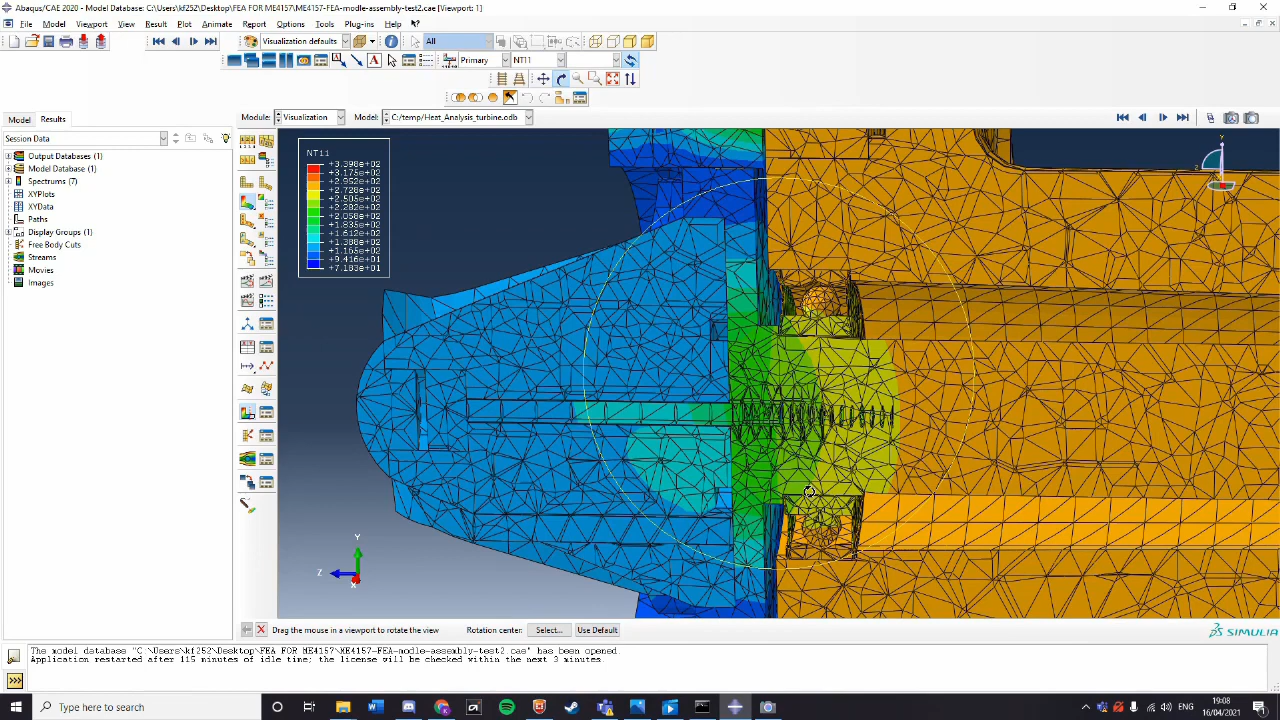 Abaqus/CAE 2020 - Model Database: C:\Users\kf252\Desktop\FEA FOR ME4157\ME4157-FEA-modle-assembly-test2.cae [Viewport: 1]
File Model Viewport View Result Plot Animate Report Options Tools Plug-ins Help
Visualization defaults All
Primary NT11
Model Results Module: Visualization Model: C:/temp/Heat_Analysis_turbine.odb
Session Data
Output Databases (1)
Model Database (1)
Spectrums (7)
XYPlots
XYData
Paths
Display Groups (1)
Free Body Cuts
Streams
Movies
Images
NT11
+3.398e+02
+3.175e+02
+2.952e+02
+2.728e+02
+2.505e+02
+2.282e+02
+2.058e+02
+1.835e+02
+1.612e+02
+1.388e+02
+1.165e+02
+9.416e+01
+7.183e+01
Y
Z
Y
Z
X
Drag the mouse in a viewport to rotate the view Rotation center: Select... Use Default
SIMULIA
The model database "C:\Users\kf252\Desktop\FEA FOR ME4157\ME4157-FEA-modle-assembly-test2.cae" has been opened.
Application restarted after 115 minutes of idle time; the license will be checked within the next 3 minutes.
Type here to search
ENG
19:08
16/04/2021